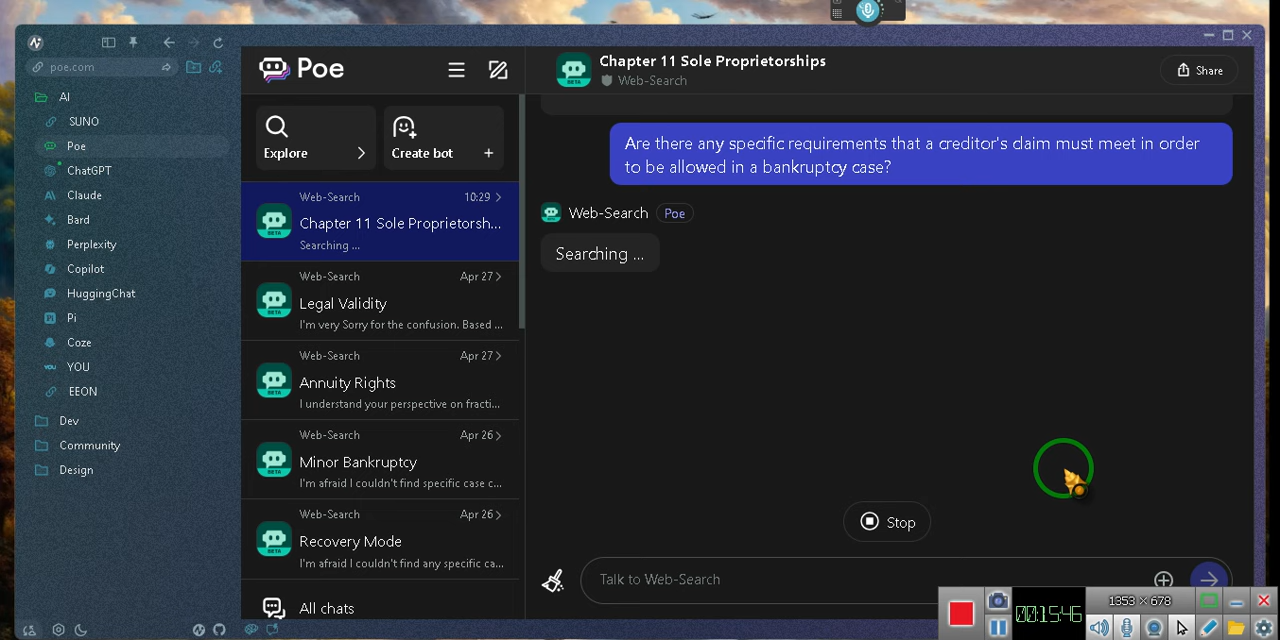 poe.com
AI
SUNO
Poe
ChatGPT
Claude
Bard
Perplexity
Copilot
HuggingChat
Pi
Coze
YOU
EEON
Dev
Community
Design
Poe
Explore
Create bot
Web-Search 10:29
Chapter 11 Sole Proprietorsh...
Searching ...
Web-Search Apr 27
Legal Validity
I'm very Sorry for the confusion. Based ...
Web-Search Apr 27
Annuity Rights
I understand your perspective on fracti...
Web-Search Apr 26
Minor Bankruptcy
I'm afraid I couldn't find specific case c...
Web-Search Apr 26
Recovery Mode
I'm afraid I couldn't find any specific ca...
All chats
Chapter 11 Sole Proprietorships
Web-Search
Share
Are there any specific requirements that a creditor's claim must meet in order
to be allowed in a bankruptcy case?
Web-Search Poe
Searching ...
Stop
Talk to Web-Search
00:15:46
1353 × 678